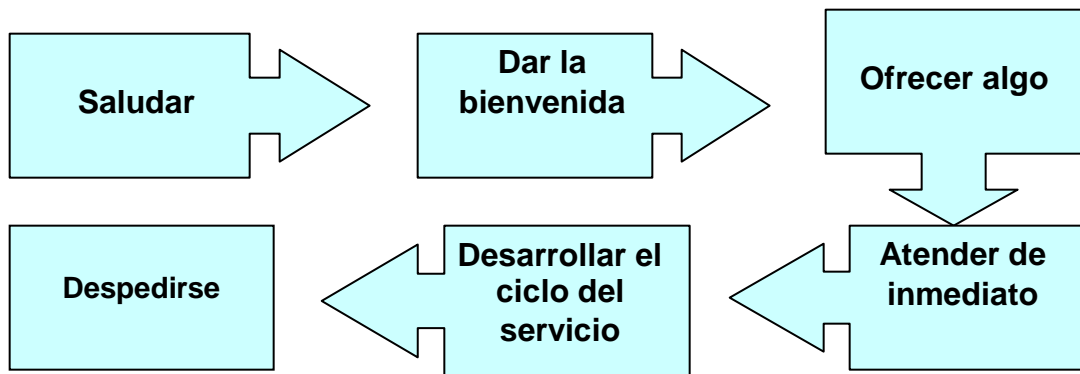 Saludar
Dar la
bienvenida
Ofrecer algo
Atender de
inmediato
Desarrollar el
ciclo del
servicio
Despedirse